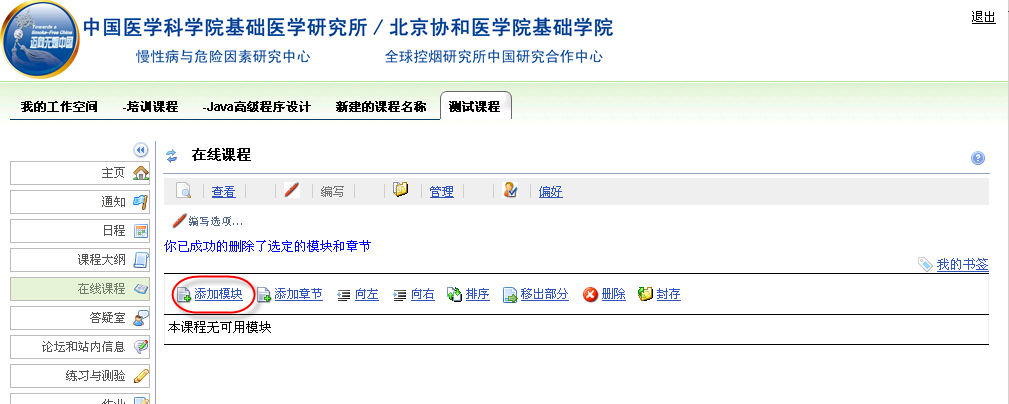 Towards a Smoke-Free China
迈向无烟中国
中国医学科学院基础医学研究所 / 北京协和医学院基础学院
慢性病与危险因素研究中心 全球控烟研究所中国研究合作中心
退出
我的工作空间 -培训课程 -Java高级程序设计 新建的课程名称 测试课程
在线课程
主页
通知
日程
课程大纲
在线课程
答疑室
论坛和站内信息
练习与测验
作业
查看 编写 管理 偏好
编写选项...
你已成功的删除了选定的模块和章节
我的书签
添加模块 添加章节 向左 向右 排序 移出部分 删除 封存
本课程无可用模块